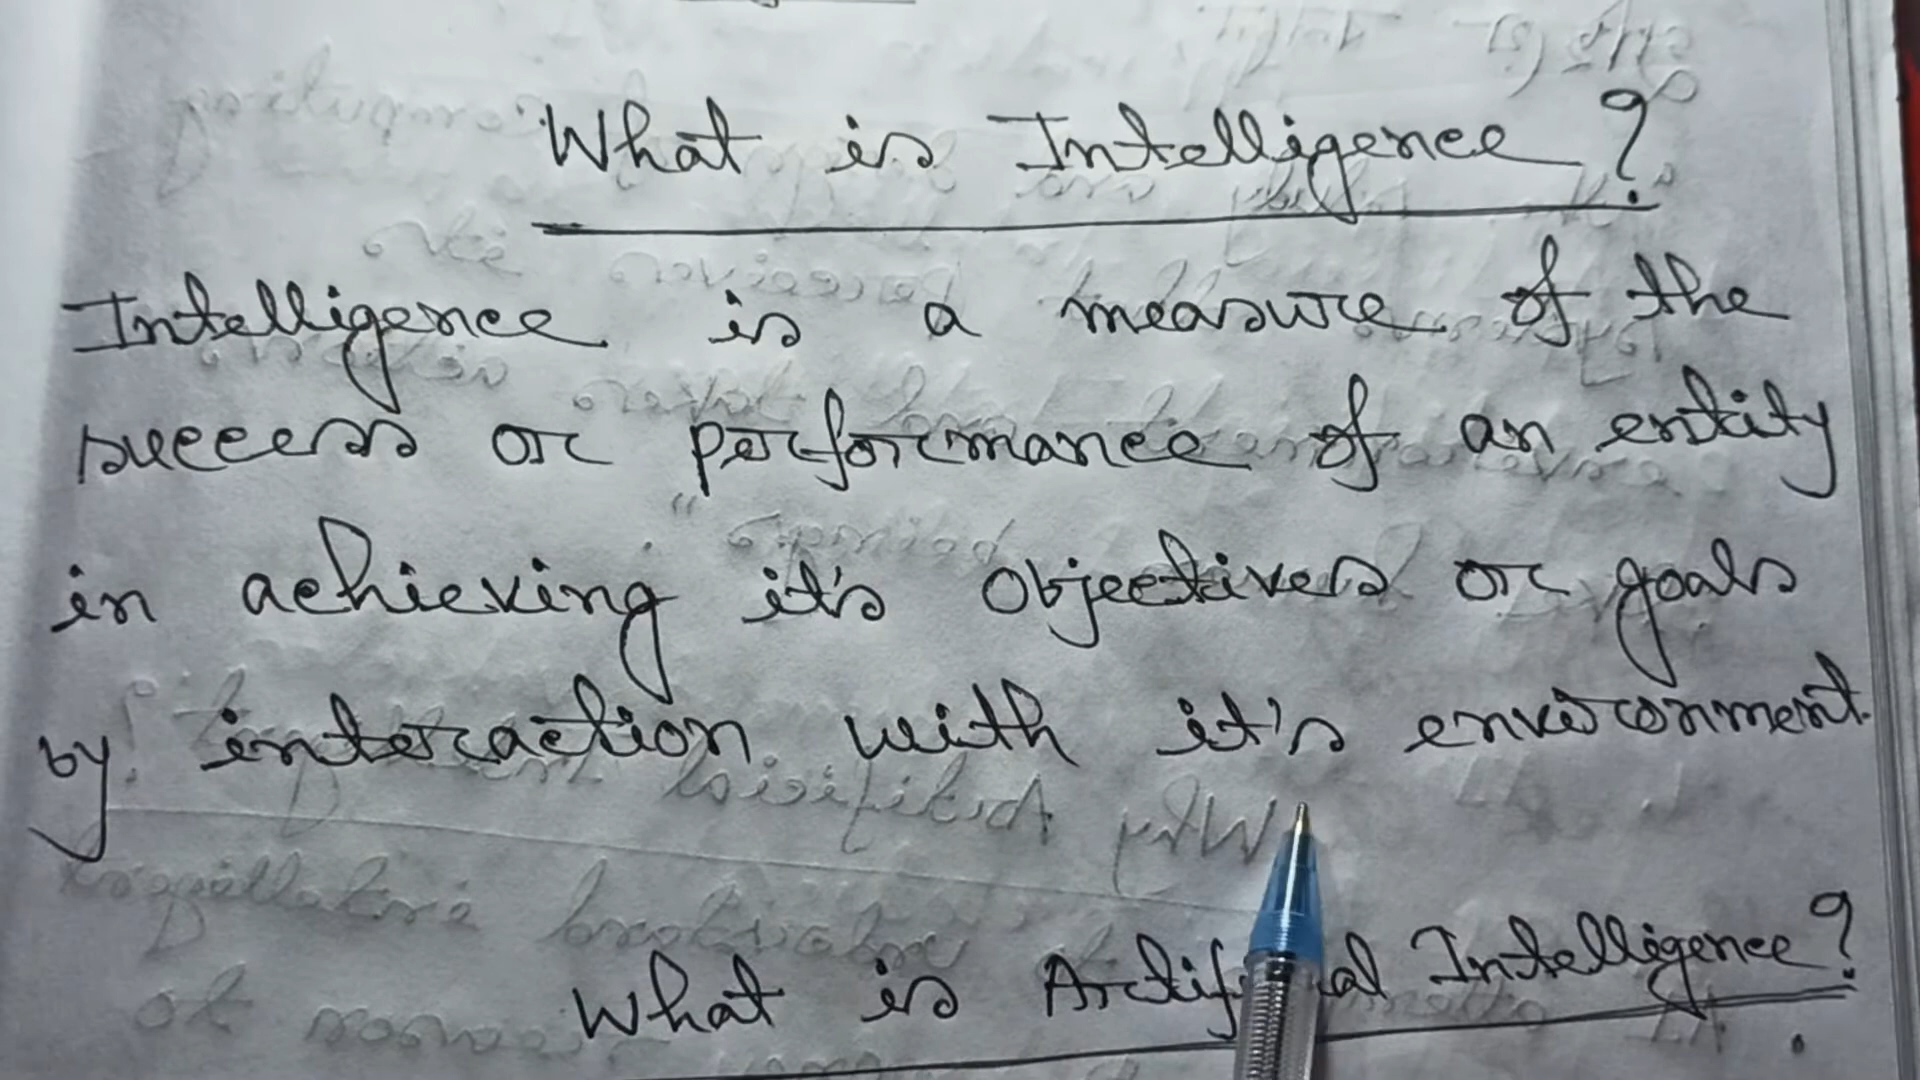 What is Intelligence?
Intelligence is a measure of the
success or performance of an entity
in achieving it's objectives or goals
by interaction with it's environment.
What is Intelligence?